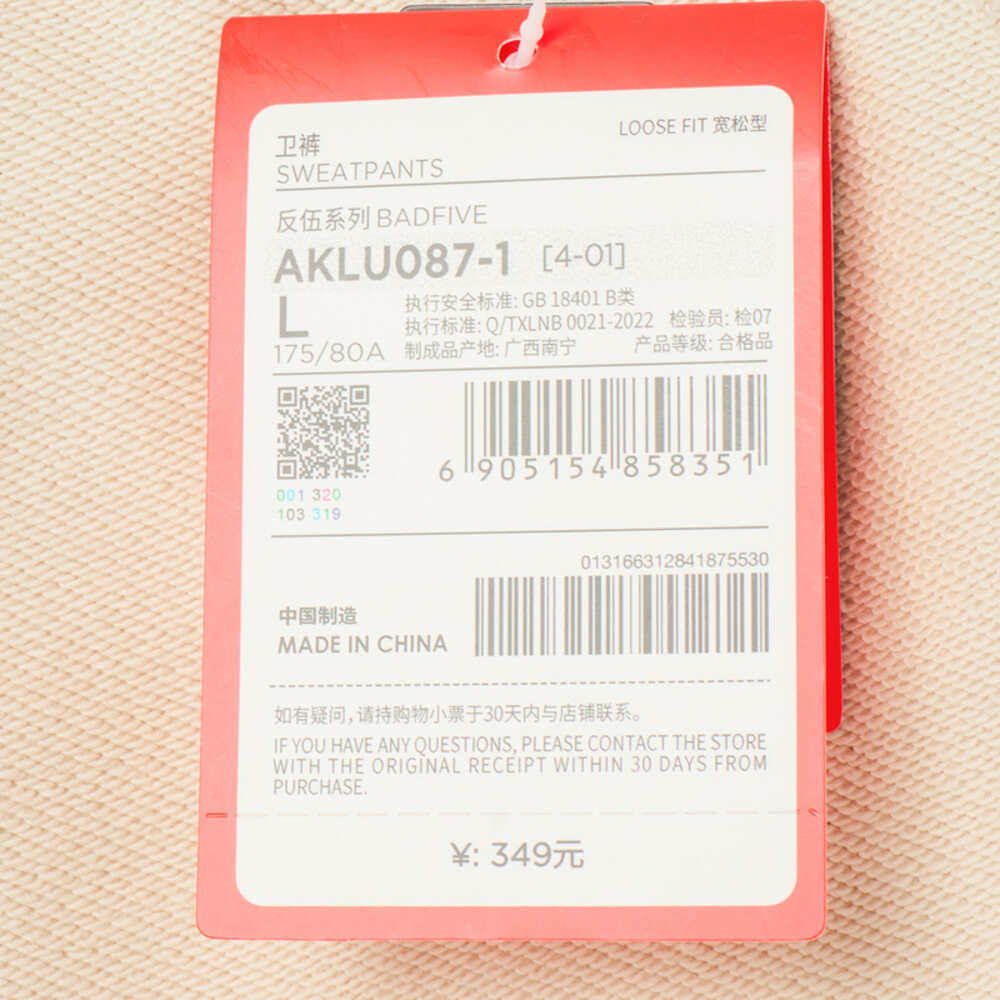 卫裤
LOOSE FIT 宽松型
SWEATPANTS
反伍系列 BADFIVE
AKLU087-1 [4-01]
L
175/80A
执行安全标准: GB 18401 B类
执行标准: Q/TXLNB 0021-2022 检验员: 检07
制成品产地: 广西南宁 产品等级: 合格品
6 905154 858351
001 320
103 319
013166312841875530
中国制造
MADE IN CHINA
如有疑问,请持购物小票于30天内与店铺联系。
IF YOU HAVE ANY QUESTIONS, PLEASE CONTACT THE STORE
WITH THE ORIGINAL RECEIPT WITHIN 30 DAYS FROM
PURCHASE.
¥: 349元